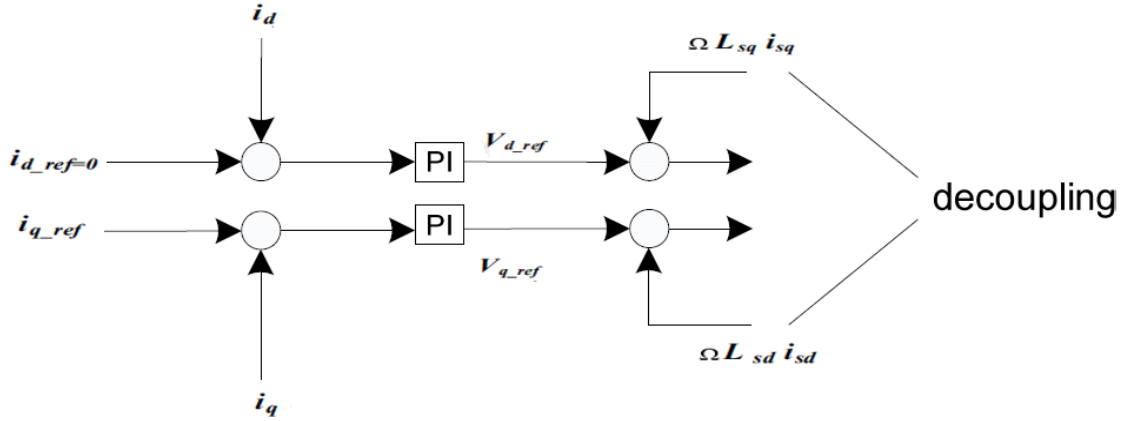 i_d
Ω L_sq i_sq
i_d_ref=0
PI
V_d_ref
i_q_ref
PI
V_q_ref
decoupling
Ω L_sd i_sd
i_q